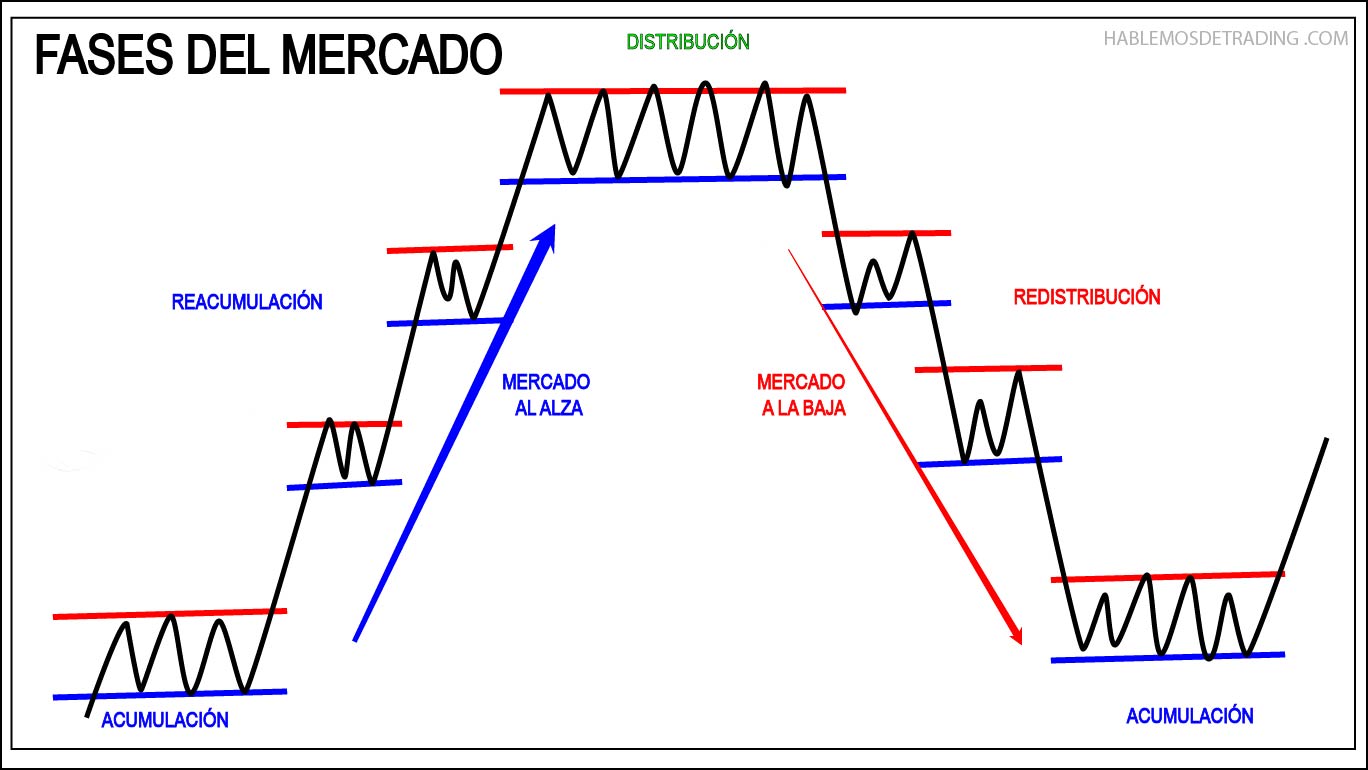 FASES DEL MERCADO
DISTRIBUCIÓN
HABLEMOSDETRADING .COM
REACUMULACIÓN
REDISTRIBUCIÓN
MERCADO
AL ALZA
MERCADO
A LA BAJA
ACUMULACIÓN
ACUMULACIÓN